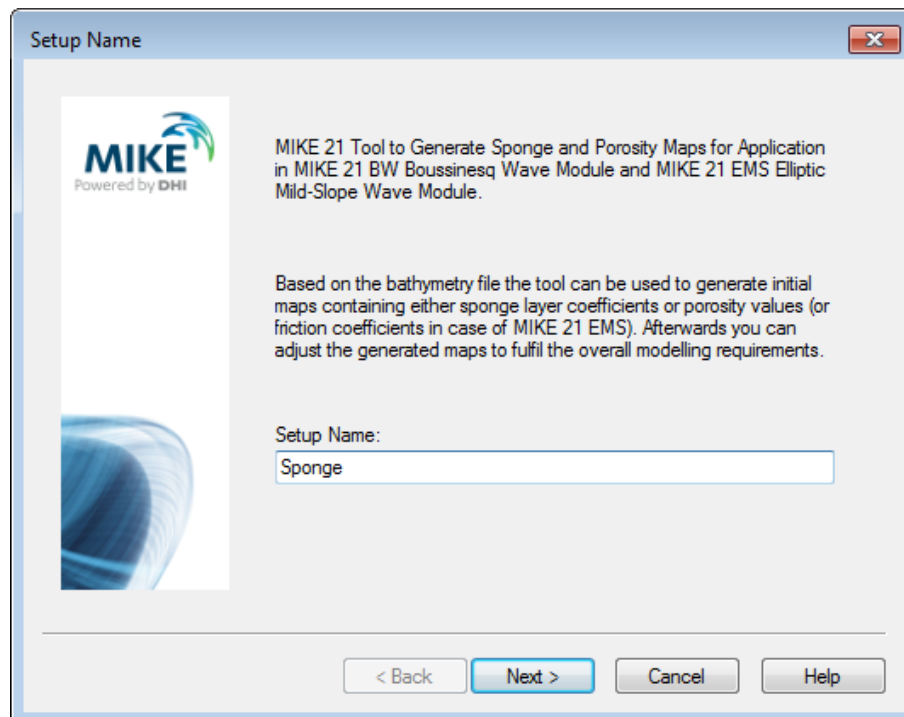 Setup Name
MIKE
Powered by DHI
MIKE 21 Tool to Generate Sponge and Porosity Maps for Application
in MIKE 21 BW Boussinesq Wave Module and MIKE 21 EMS Elliptic
Mild-Slope Wave Module.
Based on the bathymetry file the tool can be used to generate initial
maps containing either sponge layer coefficients or porosity values (or
friction coefficients in case of MIKE 21 EMS). Afterwards you can
adjust the generated maps to fulfil the overall modelling requirements.
Setup Name:
Sponge
< Back
Next >
Cancel
Help